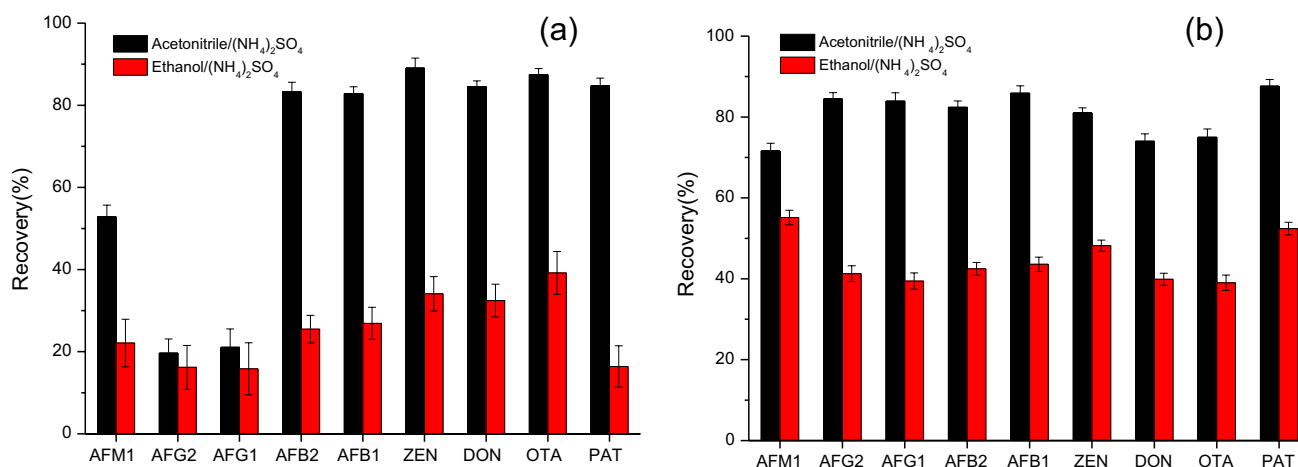 (a)
Acetonitrile/(NH₄)₂SO₄
Ethanol/(NH₄)₂SO₄
Recovery(%)
100
80
60
40
20
0
AFM1 AFG2 AFG1 AFB2 AFB1 ZEN DON OTA PAT
(b)
Acetonitrile/(NH₄)₂SO₄
Ethanol/(NH₄)₂SO₄
Recovery(%)
100
80
60
40
20
0
AFM1 AFG2 AFG1 AFB2 AFB1 ZEN DON OTA PAT